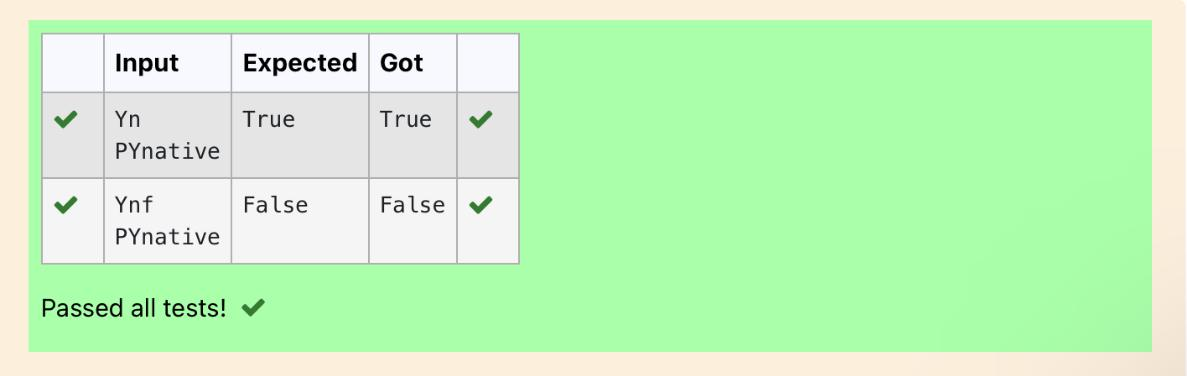 Input Expected Got
Yn True True
PYnative
Ynf False False
PYnative
Passed all tests!